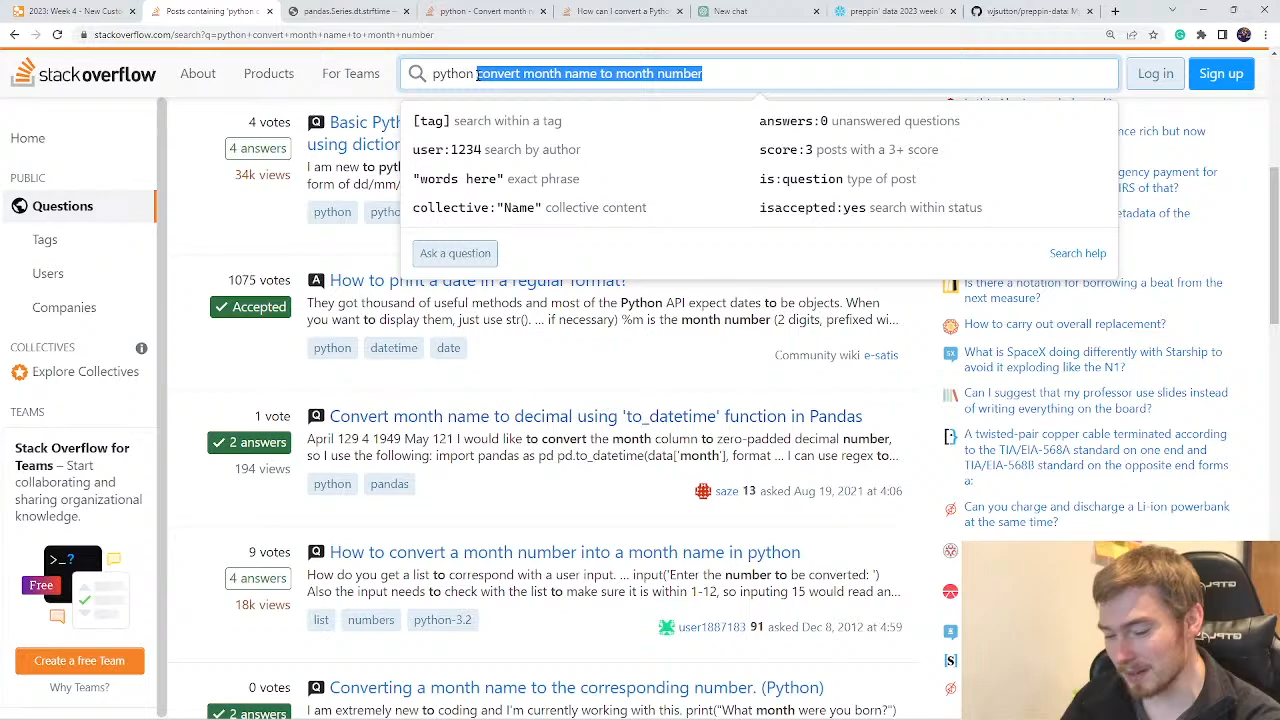 2023: Week 4 - New Custom
Posts containing 'python c
pandas.Series.dt.strftime
python - Convert month n
How can I convert a Python
New chat
preppin' data 2023 week 0
wjsutton/preppin-data: My
stackoverflow.com/search?q=python+convert+month+name+to+month+number
stackoverflow
About
Products
For Teams
python convert month name to month number
Log in
Sign up
[tag] search within a tag
answers:0 unanswered questions
user:1234 search by author
score:3 posts with a 3+ score
"words here" exact phrase
is:question type of post
collective:"Name" collective content
isaccepted:yes search within status
Ask a question
Search help
Home
PUBLIC
Questions
Tags
Users
Companies
COLLECTIVES
Explore Collectives
TEAMS
Stack Overflow for
Teams – Start
collaborating and
sharing organizational
knowledge.
>_?
Free
Create a free Team
Why Teams?
4 votes
4 answers
34k views
Basic Pyt
using diction
I am new to pyt
form of dd/mm/
python
pytho
1075 votes
Accepted
How to print a date in a regular format?
They got thousand of useful methods and most of the Python API expect dates to be objects. When
you want to display them, just use str(). ... if necessary) %m is the month number (2 digits, prefixed wi...
python
datetime
date
Community wiki e-satis
1 vote
2 answers
194 views
Convert month name to decimal using 'to_datetime' function in Pandas
April 129 4 1949 May 121 I would like to convert the month column to zero-padded decimal number,
so I use the following: import pandas as pd pd.to_datetime(data['month'], format ... I can use regex to...
python
pandas
saze 13 asked Aug 19, 2021 at 4:06
9 votes
4 answers
18k views
How to convert a month number into a month name in python
How do you get a list to correspond with a user input. ... input('Enter the number to be converted: ')
Also the input needs to check with the list to make sure it is within 1-12, so inputing 15 would read an...
list
numbers
python-3.2
user1887183 91 asked Dec 8, 2012 at 4:59
0 votes
2 answers
Converting a month name to the corresponding number. (Python)
I am extremely new to coding and I'm currently working with this. print("What month were you born?")
nce rich but now
gency payment for
IRS of that?
etadata of the
Is there a notation for borrowing a beat from the
next measure?
How to carry out overall replacement?
What is SpaceX doing differently with Starship to
avoid it exploding like the N1?
Can I suggest that my professor use slides instead
of writing everything on the board?
A twisted-pair copper cable terminated according
to the TIA/EIA-568A standard on one end and
TIA/EIA-568B standard on the opposite end forms
a:
Can you charge and discharge a Li-ion powerbank
at the same time?